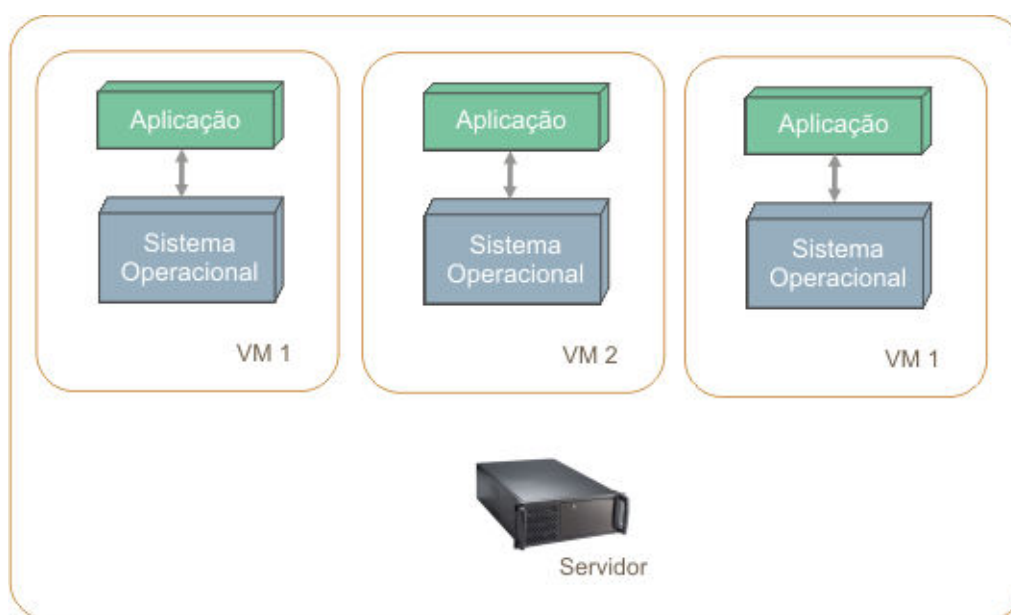 Aplicação
Aplicação
Aplicação
Sistema
Operacional
Sistema
Operacional
Sistema
Operacional
VM 1
VM 2
VM 1
Servidor